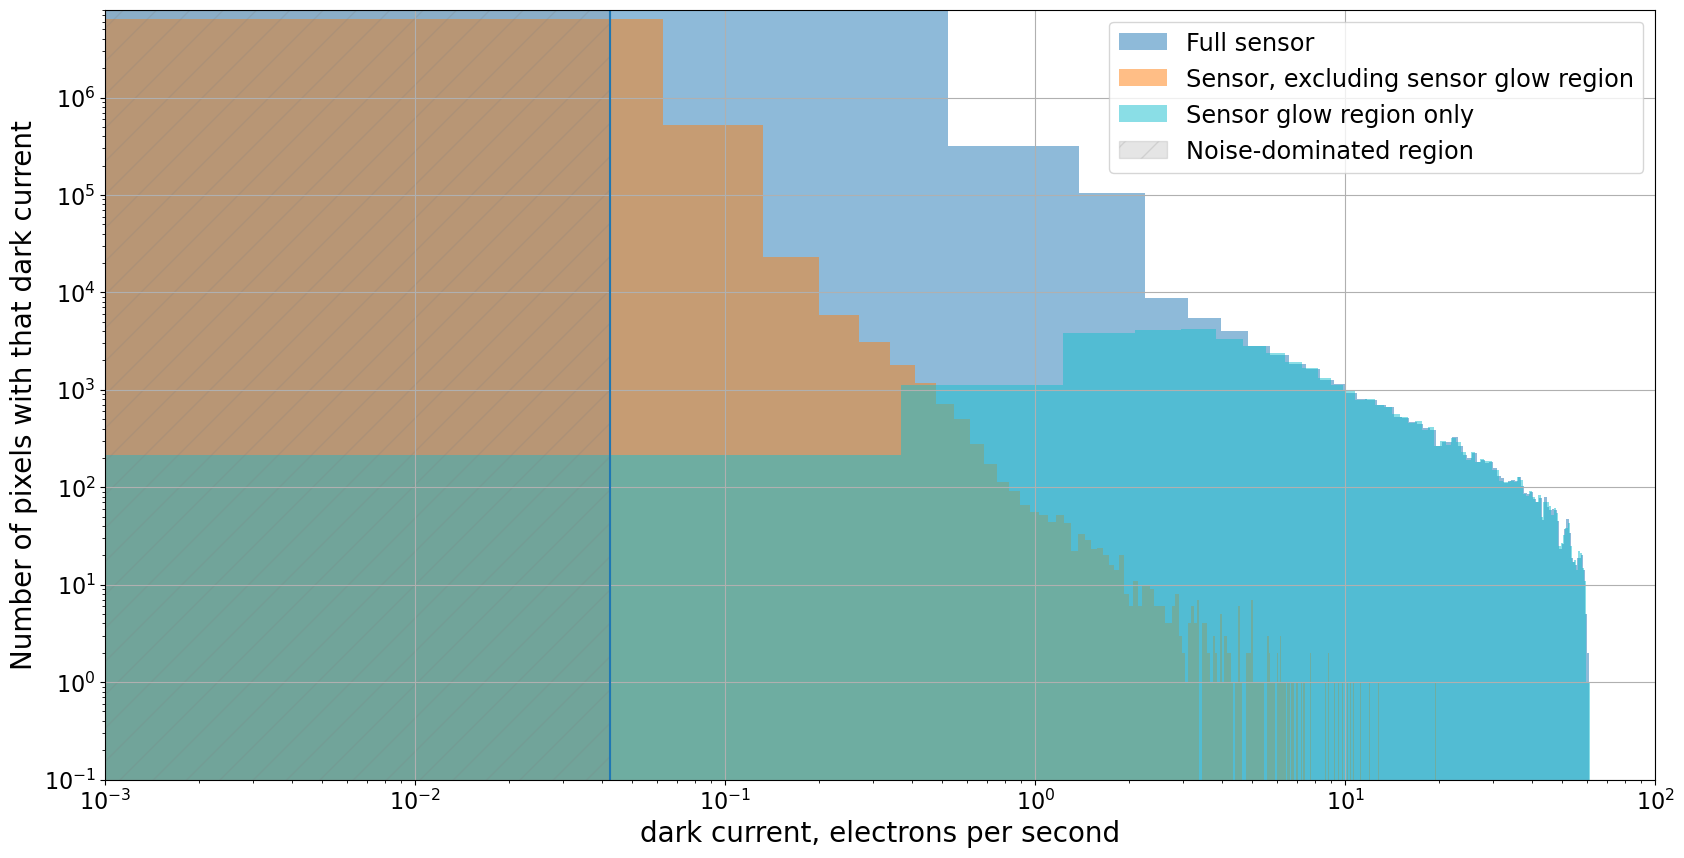 Full sensor
Sensor, excluding sensor glow region
Sensor glow region only
Noise-dominated region
Number of pixels with that dark current
10⁶
10⁵
10⁴
10³
10²
10¹
10⁰
10⁻¹
10⁻³ 10⁻² 10⁻¹ 10⁰ 10¹ 10²
dark current, electrons per second